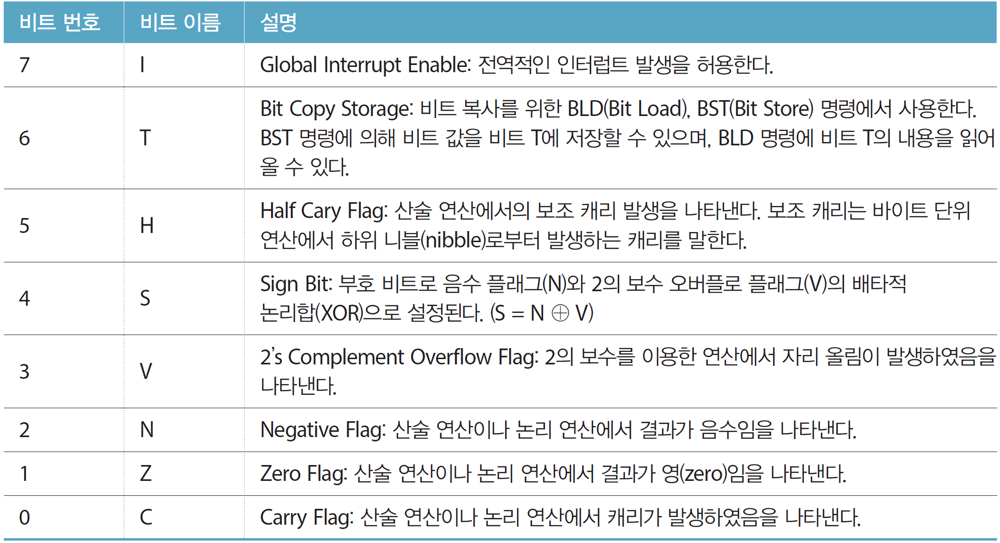 비트 번호 비트 이름 설명
7 I Global Interrupt Enable: 전역적인 인터럽트 발생을 허용한다.
Bit Copy Storage: 비트 복사를 위한 BLD(Bit Load), BST(Bit Store) 명령에서 사용한다.
6 T BST 명령에 의해 비트 값을 비트 T에 저장할 수 있으며, BLD 명령에 비트 T의 내용을 읽어
올 수 있다.
5 H Half Cary Flag: 산술 연산에서의 보조 캐리 발생을 나타낸다. 보조 캐리는 바이트 단위
연산에서 하위 니블(nibble)로부터 발생하는 캐리를 말한다.
4 S Sign Bit: 부호 비트로 음수 플래그(N)와 2의 보수 오버플로 플래그(V)의 배타적
논리합(XOR)으로 설정된다. (S = N ⊕ V)
3 V 2’s Complement Overflow Flag: 2의 보수를 이용한 연산에서 자리 올림이 발생하였음을
나타낸다.
2 N Negative Flag: 산술 연산이나 논리 연산에서 결과가 음수임을 나타낸다.
1 Z Zero Flag: 산술 연산이나 논리 연산에서 결과가 영(zero)임을 나타낸다.
0 C Carry Flag: 산술 연산이나 논리 연산에서 캐리가 발생하였음을 나타낸다.